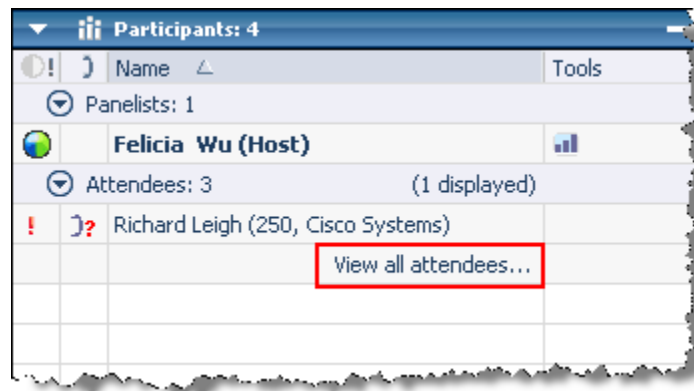 Participants: 4
! Name Tools
Panelists: 1
Felicia Wu (Host)
Attendees: 3 (1 displayed)
! ? Richard Leigh (250, Cisco Systems)
View all attendees...